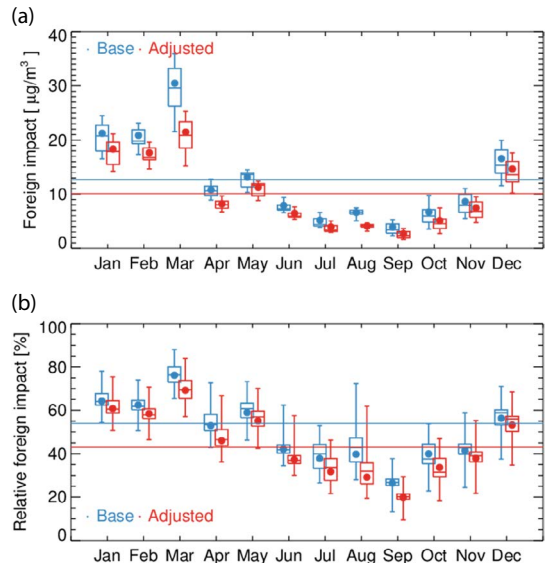 (a)
40
30
20
10
0
Foreign impact [ μg/m³ ]
· Base · Adjusted
Jan Feb Mar Apr May Jun Jul Aug Sep Oct Nov Dec
(b)
100
80
60
40
20
0
Relative foreign impact [%]
· Base · Adjusted
Jan Feb Mar Apr May Jun Jul Aug Sep Oct Nov Dec